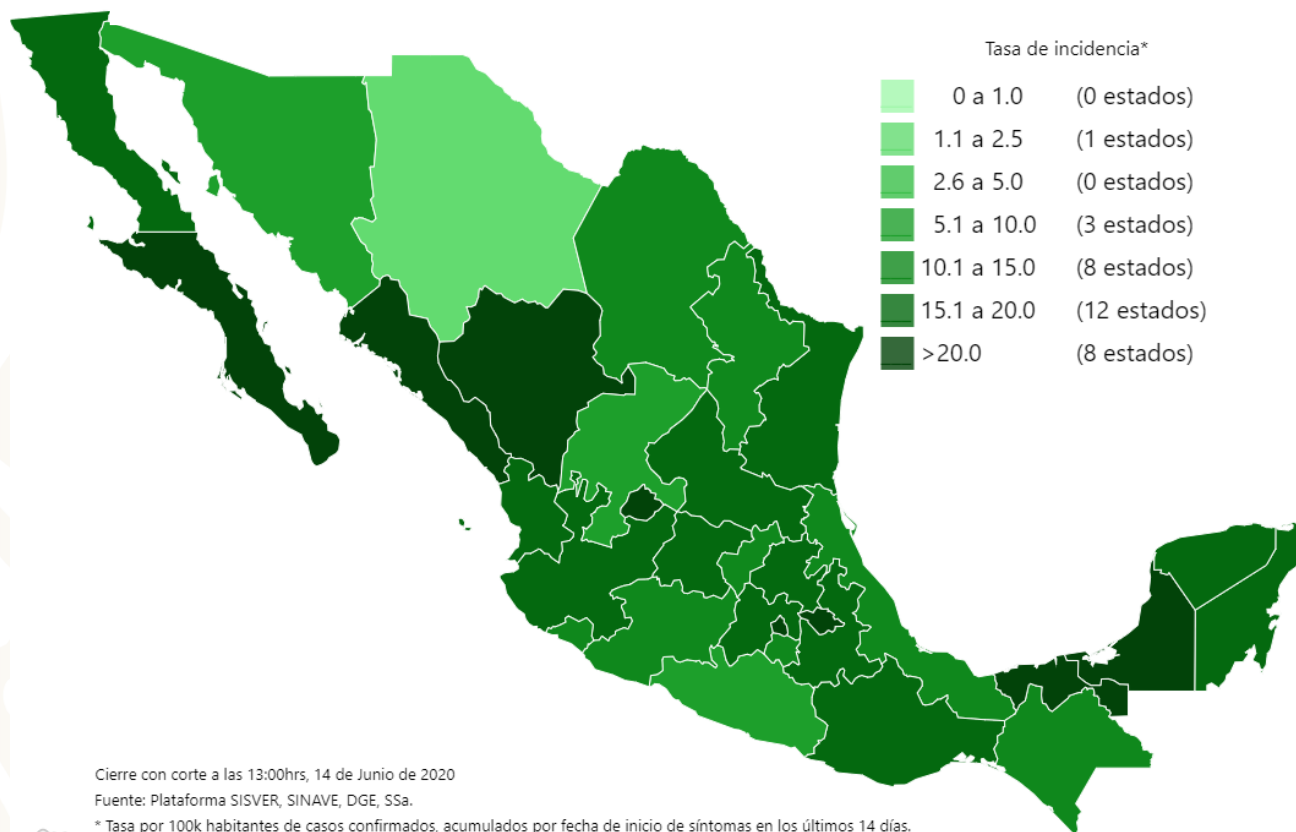 Tasa de incidencia*
0 a 1.0 (0 estados)
1.1 a 2.5 (1 estados)
2.6 a 5.0 (0 estados)
5.1 a 10.0 (3 estados)
10.1 a 15.0 (8 estados)
15.1 a 20.0 (12 estados)
>20.0 (8 estados)
Cierre con corte a las 13:00hrs, 14 de Junio de 2020
Fuente: Plataforma SISVER, SINAVE, DGE, SSa.
* Tasa por 100k habitantes de casos confirmados, acumulados por fecha de inicio de síntomas en los últimos 14 días.